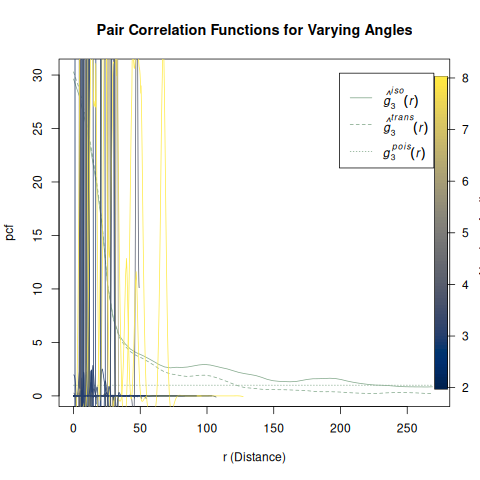 Pair Correlation Functions for Varying Angles
pcf
30
25
20
15
10
5
0
0 50 100 150 200 250
r (Distance)
ĝ₃ⁱˢᵒ(r)
ĝ₃ᵗʳᵃⁿˢ(r)
g₃ᵖᵒⁱˢ(r)
8
7
6
5
4
3
2